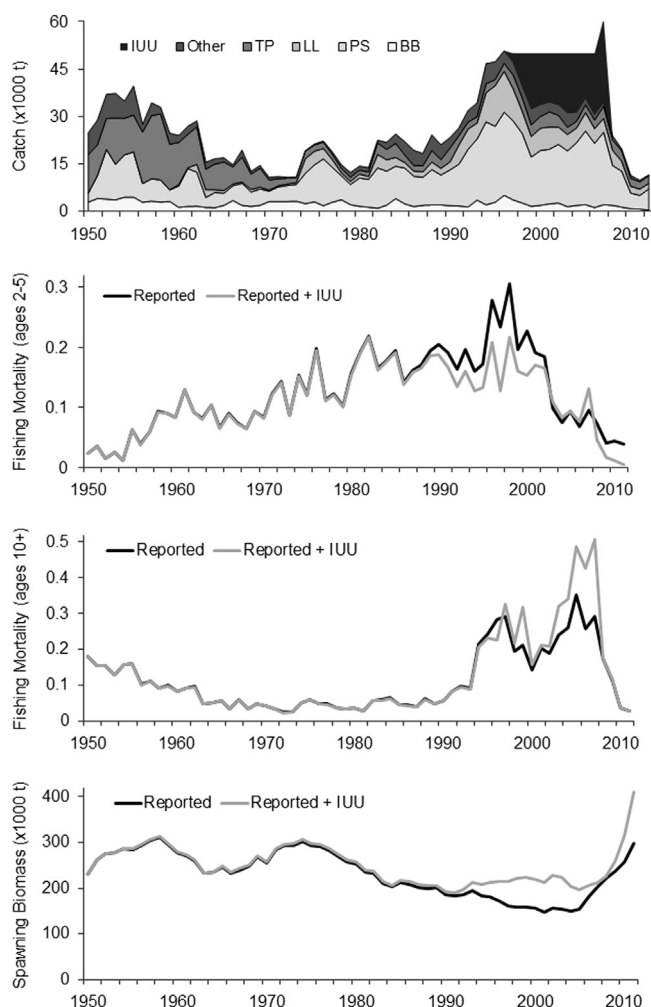 60
IUU Other TP LL PS BB
45
Catch (x1000 t)
30
15
0
1950 1960 1970 1980 1990 2000 2010
0.3
Reported Reported + IUU
Fishing Mortality (ages 2-5)
0.2
0.1
0
1950 1960 1970 1980 1990 2000 2010
0.5
Reported Reported + IUU
Fishing Mortality (ages 10+)
0.4
0.3
0.2
0.1
0
1950 1960 1970 1980 1990 2000 2010
400
Reported Reported + IUU
Spawning Biomass (x1000 t)
300
200
100
0
1950 1960 1970 1980 1990 2000 2010